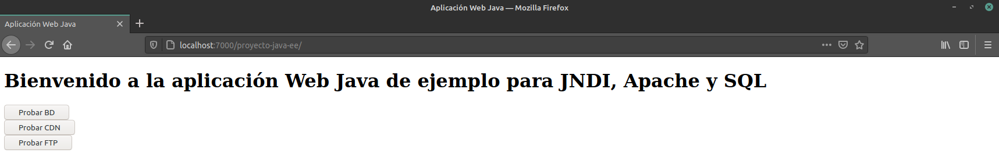 Aplicación Web Java — Mozilla Firefox
Aplicación Web Java
localhost:7000/proyecto-java-ee/
Bienvenido a la aplicación Web Java de ejemplo para JNDI, Apache y SQL
Probar BD
Probar CDN
Probar FTP